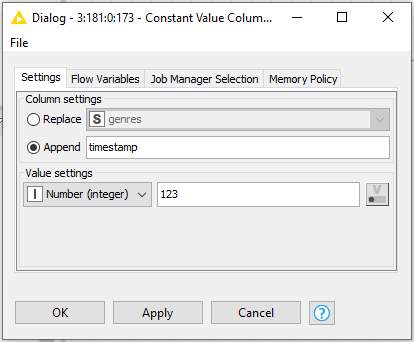 Dialog - 3:181:0:173 - Constant Value Colum...
File
Settings Flow Variables Job Manager Selection Memory Policy
Column settings
Replace S genres
Append timestamp
Value settings
I Number (integer) 123 V
OK Apply Cancel ?